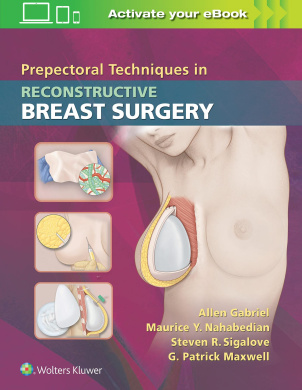 Activate your eBook
Prepectoral Techniques in
RECONSTRUCTIVE
BREAST SURGERY
Allen Gabriel
Maurice Y. Nahabedian
Steven R. Sigalove
G. Patrick Maxwell
Wolters Kluwer